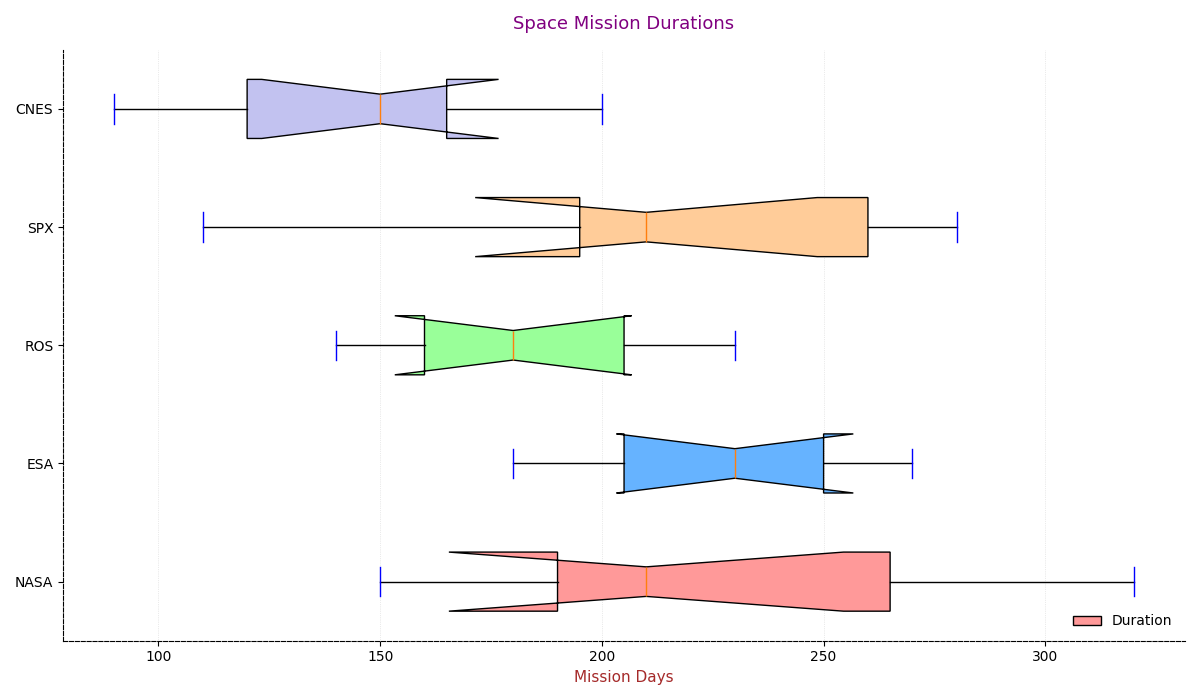 Space Mission Durations
CNES
SPX
ROS
ESA
NASA
Duration
100 150 200 250 300
Mission Days